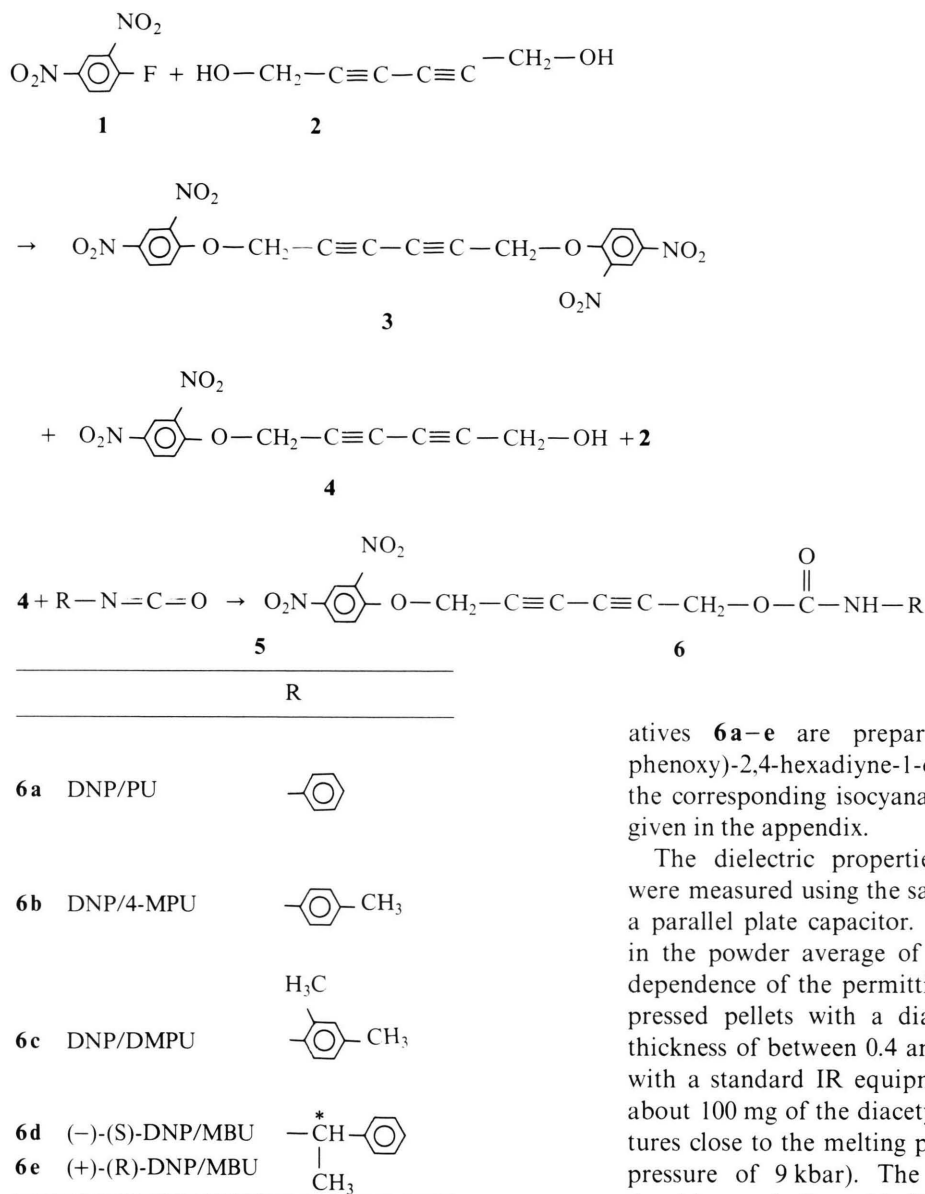 NO₂
O₂N F + HO—CH₂—C≡C—C≡C—CH₂—OH
1 2
NO₂
→ O₂N O—CH₂—C≡C—C≡C—CH₂—O NO₂
O₂N
3
NO₂
+ O₂N O—CH₂—C≡C—C≡C—CH₂—OH + 2
4
NO₂ O
4 + R—N=C=O → O₂N O—CH₂—C≡C—C≡C—CH₂—O—C—NH—R
5 6
R
6a DNP/PU
6b DNP/4-MPU CH₃
H₃C
6c DNP/DMPU CH₃
*
6d (−)-(S)-DNP/MBU —CH—
6e (+)-(R)-DNP/MBU CH₃
atives 6a–e are prepar
phenoxy)-2,4-hexadiyne-1-
the corresponding isocyana
given in the appendix.
The dielectric propertie
were measured using the sa
a parallel plate capacitor.
in the powder average of
dependence of the permitti
pressed pellets with a dia
thickness of between 0.4 an
with a standard IR equipn
about 100 mg of the diacety
tures close to the melting p
pressure of 9 kbar). The